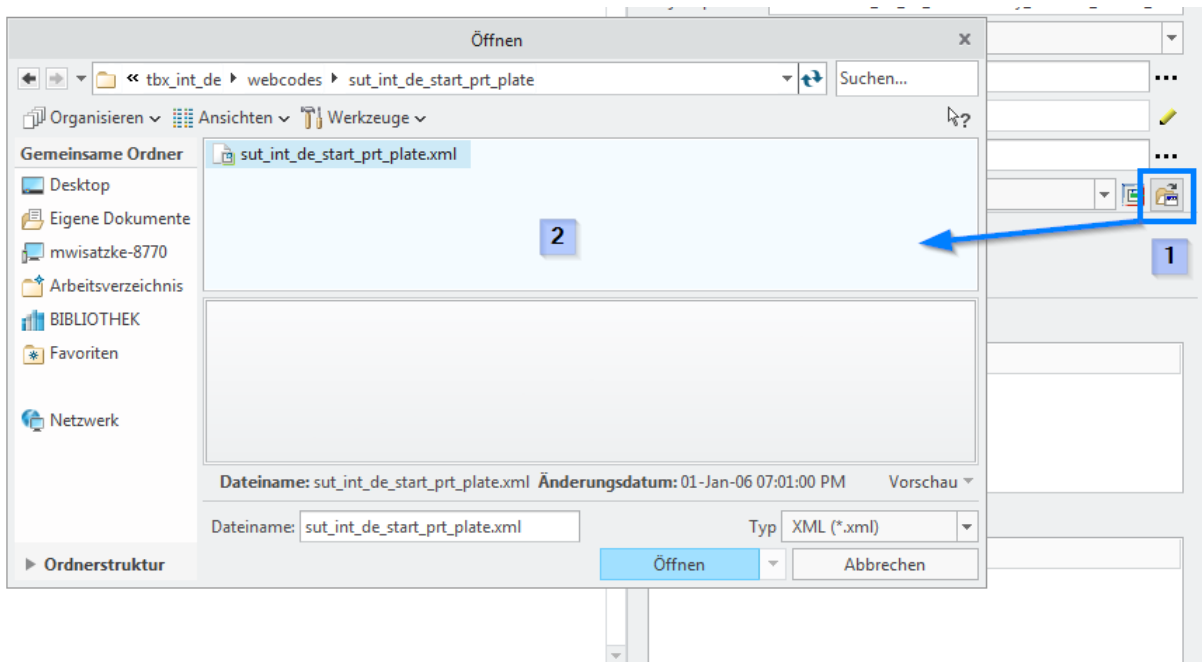 Öffnen
tbx_int_de webcodes sut_int_de_start_prt_plate Suchen...
Organisieren Ansichten Werkzeuge
Gemeinsame Ordner
sut_int_de_start_prt_plate.xml
Desktop
Eigene Dokumente
mwisatzke-8770
Arbeitsverzeichnis
BIBLIOTHEK
Favoriten
Netzwerk
2
1
Dateiname: sut_int_de_start_prt_plate.xml Änderungsdatum: 01-Jan-06 07:01:00 PM Vorschau
Dateiname: sut_int_de_start_prt_plate.xml Typ XML (*.xml)
Ordnerstruktur
Öffnen Abbrechen